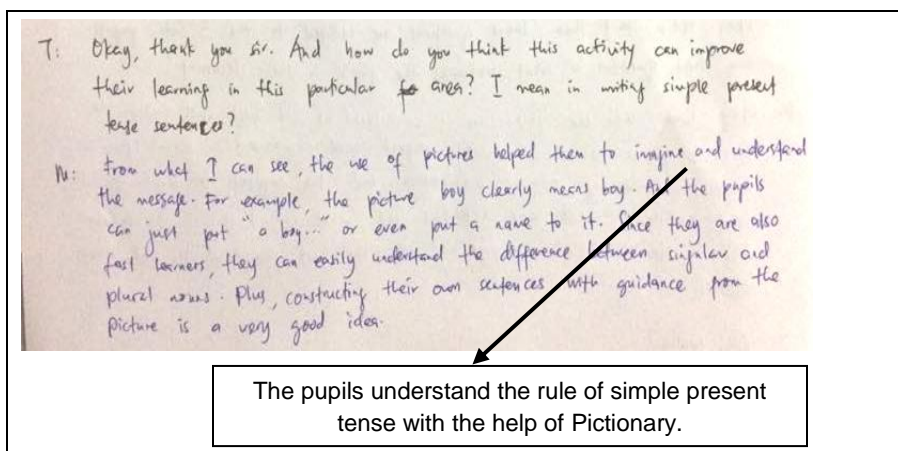 T: Okay, thank you sir. And how do you think this activity can improve
their learning in this particular area? I mean in writing simple present
tense sentences?
M: From what I can see, the use of pictures helped them to imagine and understand
the message. For example, the picture boy clearly means boy. And the pupils
can just put "a boy..." or even put a name to it. Since they are also
fast learners, they can easily understand the difference between singular and
plural nouns. Plus, constructing their own sentences with guidance from the
picture is a very good idea.
The pupils understand the rule of simple present
tense with the help of Pictionary.